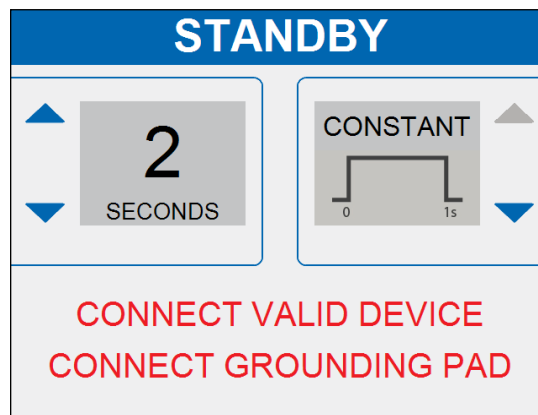 STANDBY
2
SECONDS
CONSTANT
0 1s
CONNECT VALID DEVICE
CONNECT GROUNDING PAD